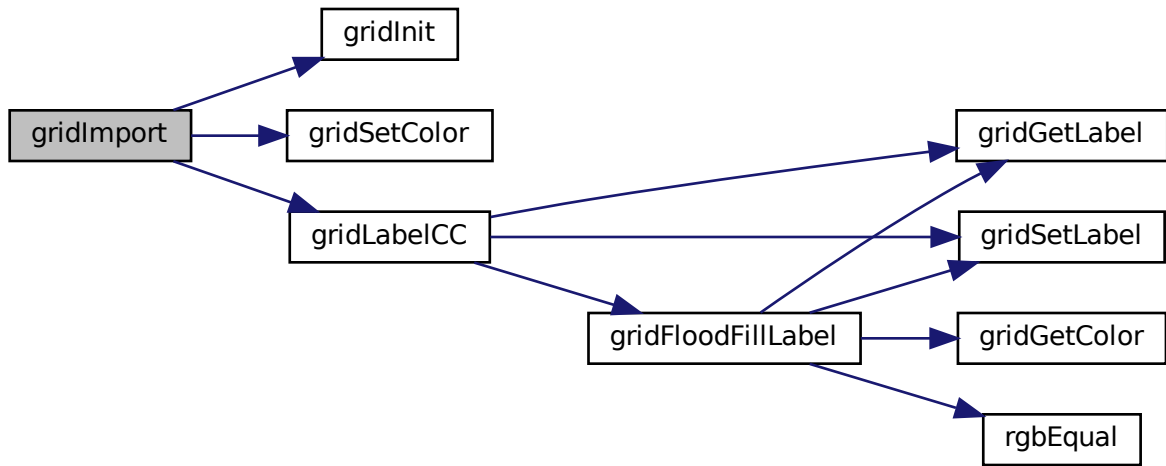 gridInit
gridImport
gridSetColor
gridGetLabel
gridLabelCC
gridSetLabel
gridFloodFillLabel
gridGetColor
rgbEqual